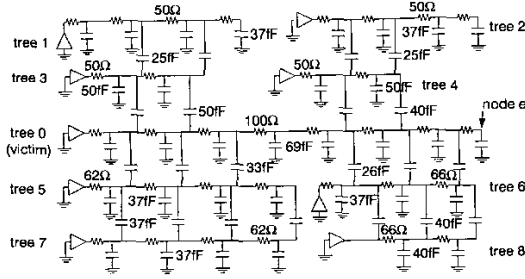 50Ω 50Ω
tree 1 37fF 37fF tree 2
50Ω 25fF 50Ω 25fF
tree 3 tree 4
50fF 50fF
50fF 40fF
node e
tree 0 100Ω
(victim) 69fF
62Ω 33fF 26fF 66Ω
tree 5 37fF 37fF tree 6
37fF 62Ω 66Ω 40fF
tree 7 37fF 40fF tree 8